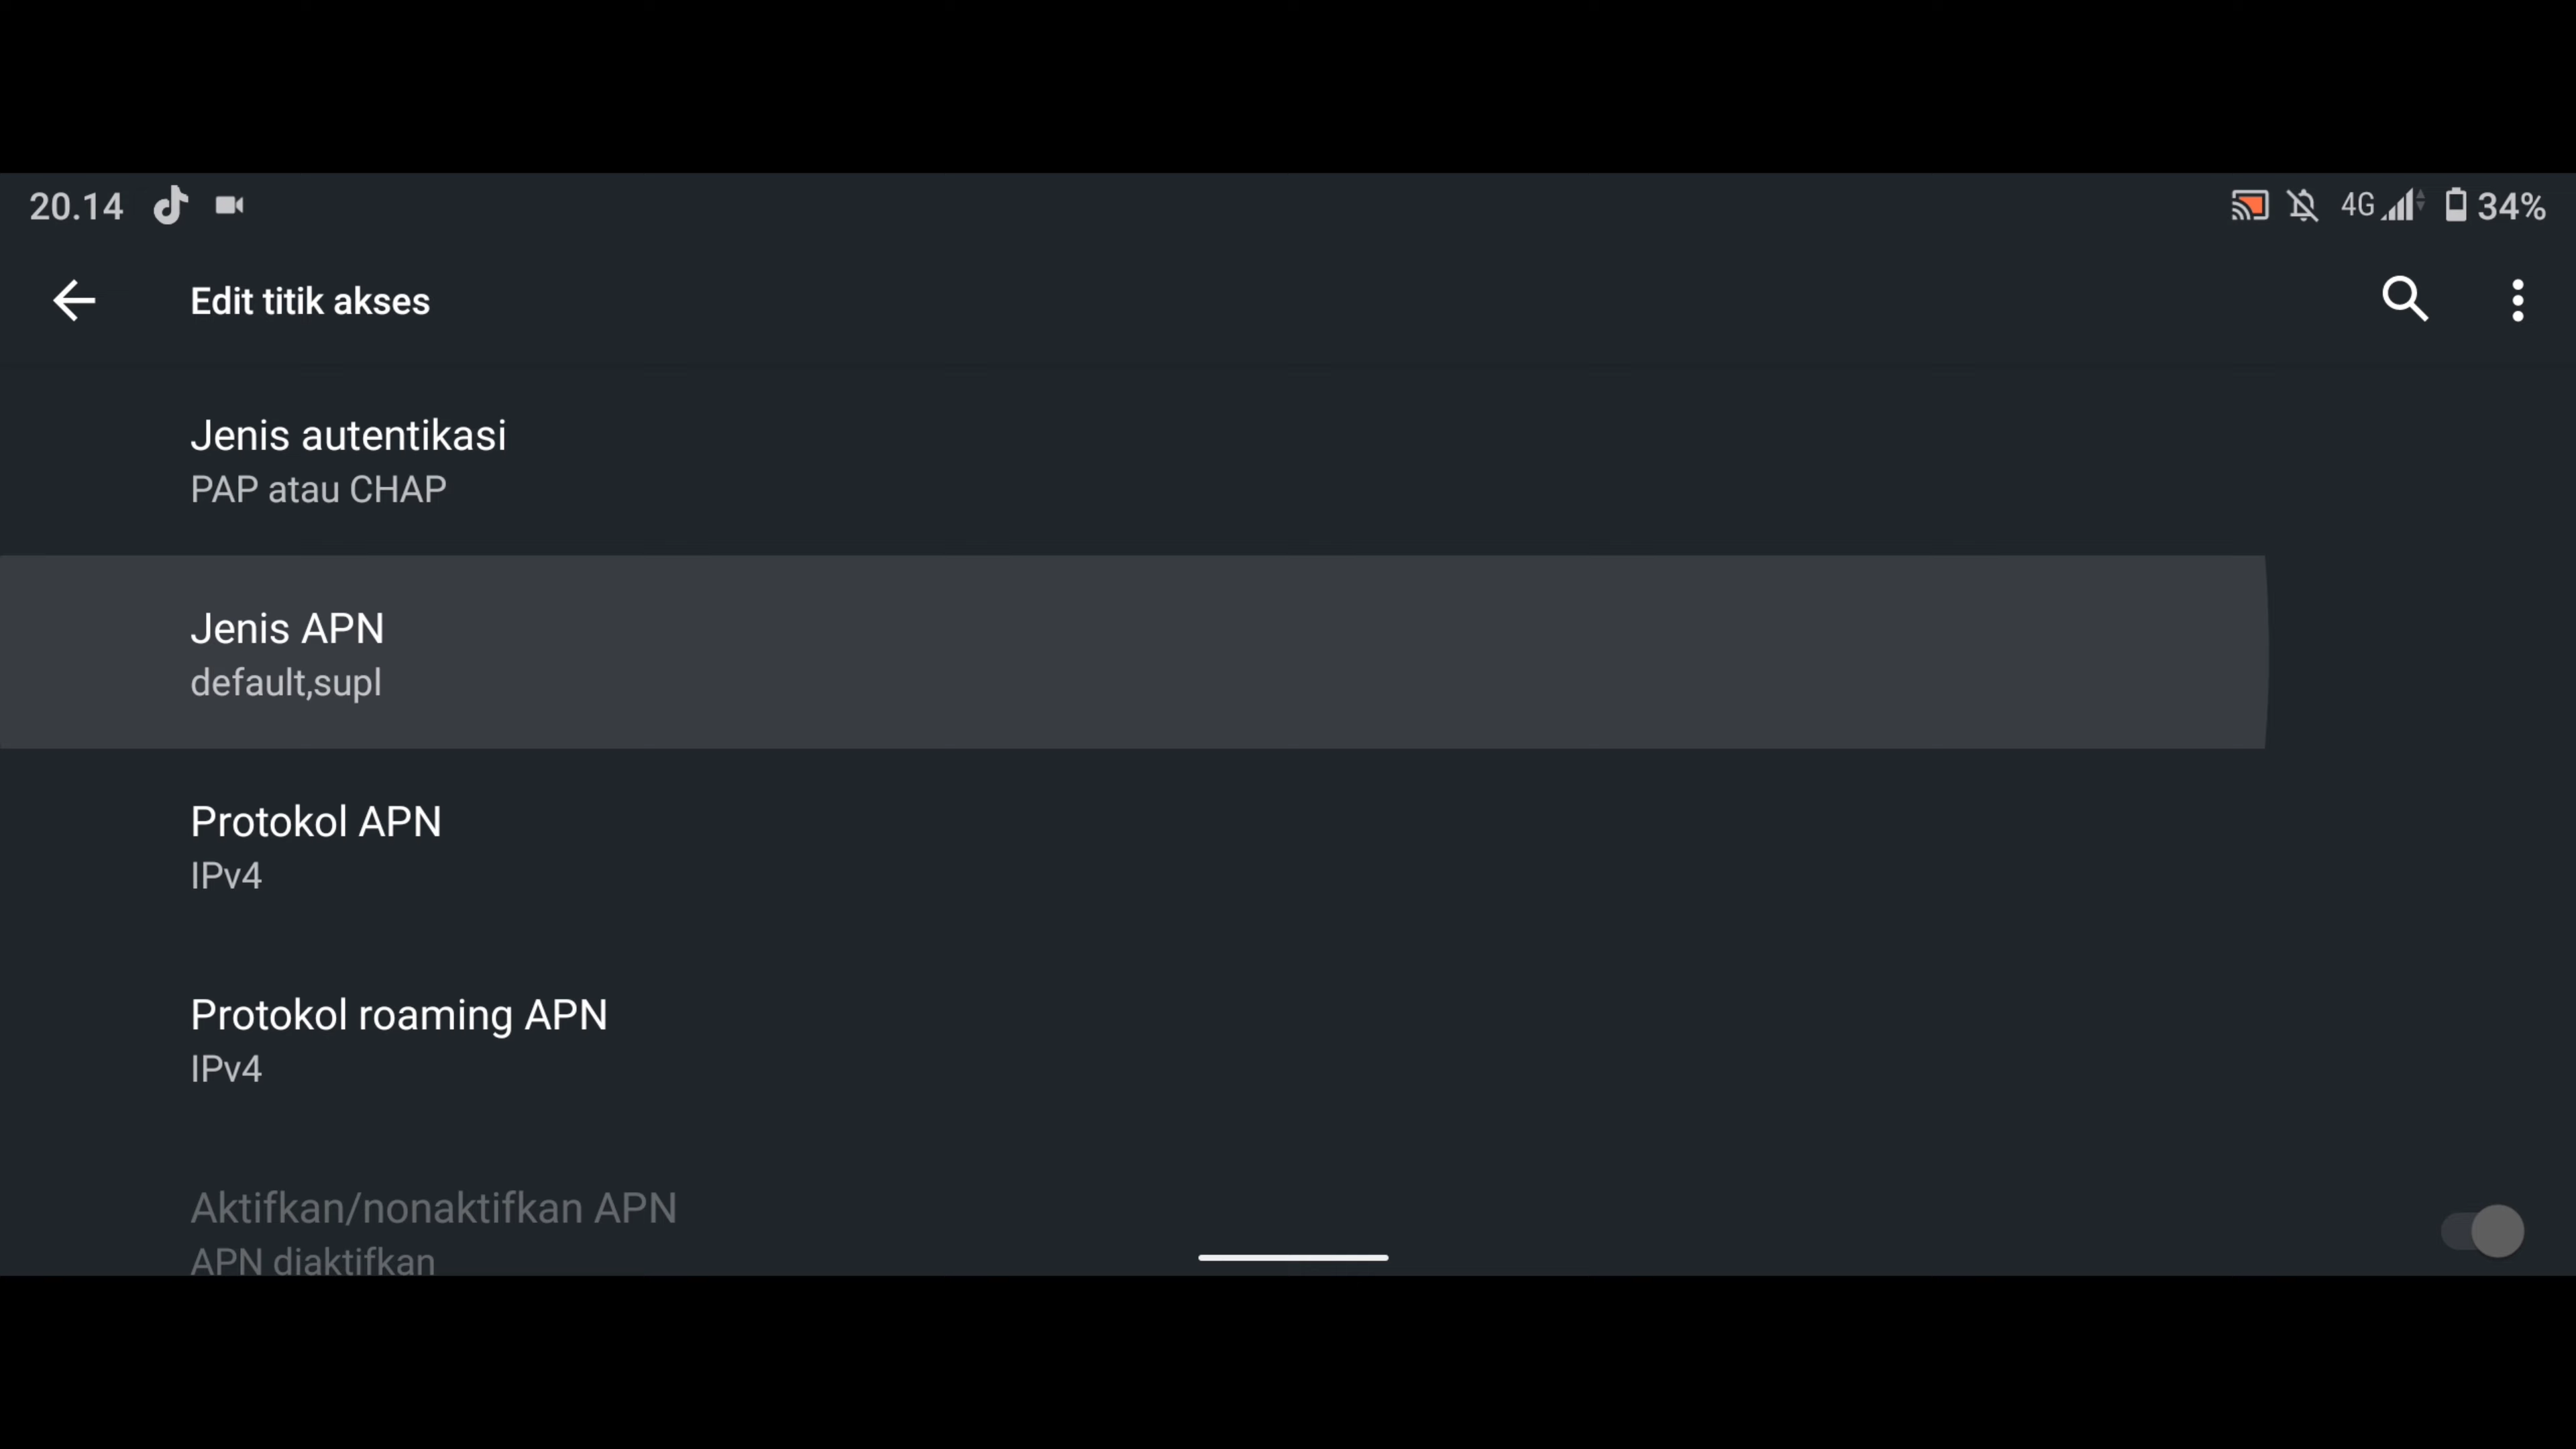 20.14 4G 34%
Edit titik akses
Jenis autentikasi
PAP atau CHAP
Jenis APN
default,supl
Protokol APN
IPv4
Protokol roaming APN
IPv4
Aktifkan/nonaktifkan APN
APN diaktifkan